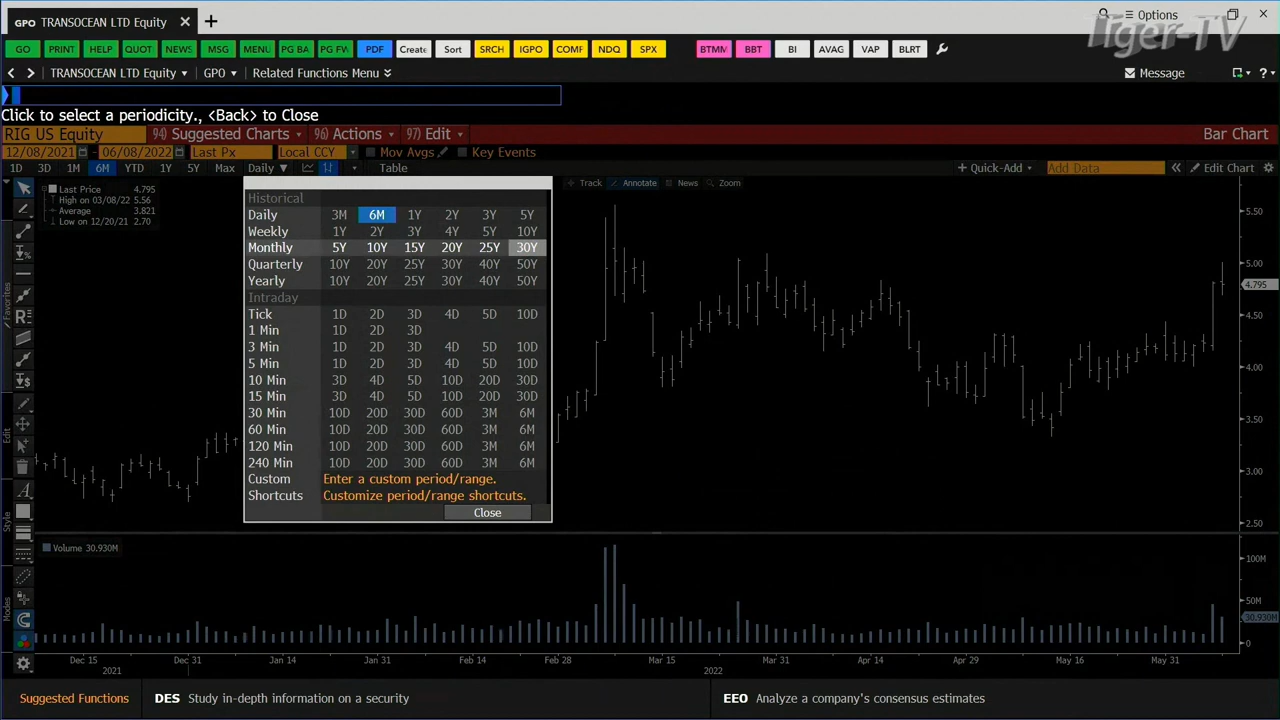 GPO TRANSOCEAN LTD Equity
Options
Tiger-TV
GO PRINT HELP QUOT NEWS MSG MENU PG BA PG FW PDF Create Sort SRCH IGPO COMF NDQ SPX BTMM BBT BI AVAG VAP BLRT
TRANSOCEAN LTD Equity GPO Related Functions Menu Message
Click to select a periodicity., <Back> to Close
RIG US Equity 94) Suggested Charts 96) Actions 97) Edit Bar Chart
12/08/2021 06/08/2022 Last Px Local CCY Mov Avgs Key Events
1D 3D 1M 6M YTD 1Y 5Y Max Daily Table Quick-Add Add Data Edit Chart
Track Annotate News Zoom
Last Price 4.795
High on 03/08/22 5.56
Average 3.821
Low on 12/20/21 2.70
Historical
Daily 3M 6M 1Y 2Y 3Y 5Y
Weekly 1Y 2Y 3Y 4Y 5Y 10Y
Monthly 5Y 10Y 15Y 20Y 25Y 30Y
Quarterly 10Y 20Y 25Y 30Y 40Y 50Y
Yearly 10Y 20Y 25Y 30Y 40Y 50Y
Intraday
Tick 1D 2D 3D 4D 5D 10D
1 Min 1D 2D 3D
3 Min 1D 2D 3D 4D 5D 10D
5 Min 1D 2D 3D 4D 5D 10D
10 Min 3D 4D 5D 10D 20D 30D
15 Min 3D 4D 5D 10D 20D 30D
30 Min 10D 20D 30D 60D 3M 6M
60 Min 10D 20D 30D 60D 3M 6M
120 Min 10D 20D 30D 60D 3M 6M
240 Min 10D 20D 30D 60D 3M 6M
Custom Enter a custom period/range.
Shortcuts Customize period/range shortcuts.
Close
Favorites
Edit
Style
Modes
5.50
5.00
4.795
4.50
4.00
3.50
3.00
2.50
Volume 30.930M
100M
50M
30.930M
0
Dec 15 Dec 31 Jan 14 Jan 31 Feb 14 Feb 28 Mar 15 Mar 31 Apr 14 Apr 29 May 16 May 31
2021 2022
Suggested Functions DES Study in-depth information on a security EEO Analyze a company's consensus estimates